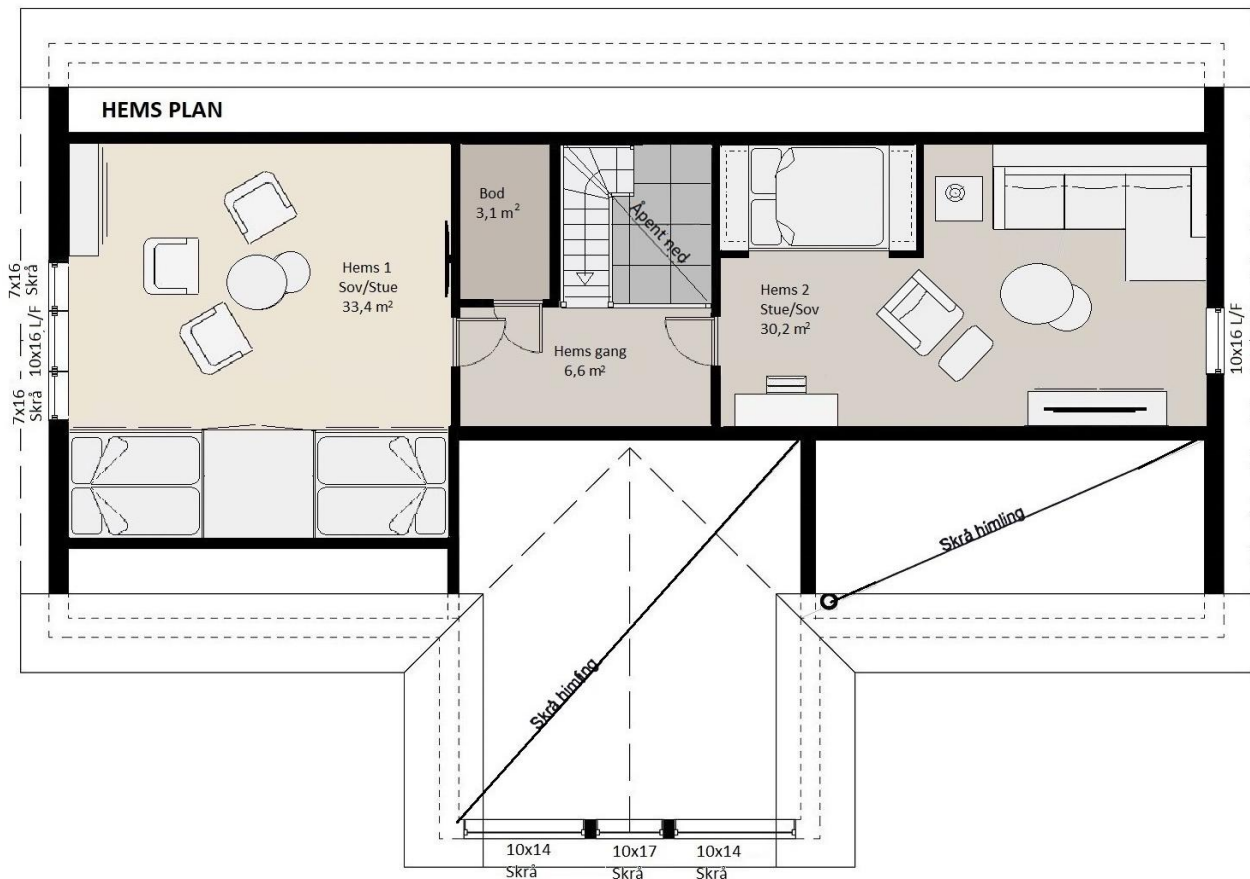 HEMS PLAN
Bod
3,1 m²
Åpent ned
Hems 1
Sov/Stue
33,4 m²
Hems 2
Stue/Sov
30,2 m²
Hems gang
6,6 m²
7x16
Skrå
10x16 L/F
7x16
Skrå
10x16 L/F
Skrå himling
Skrå himling
10x14
Skrå
10x17
Skrå
10x14
Skrå